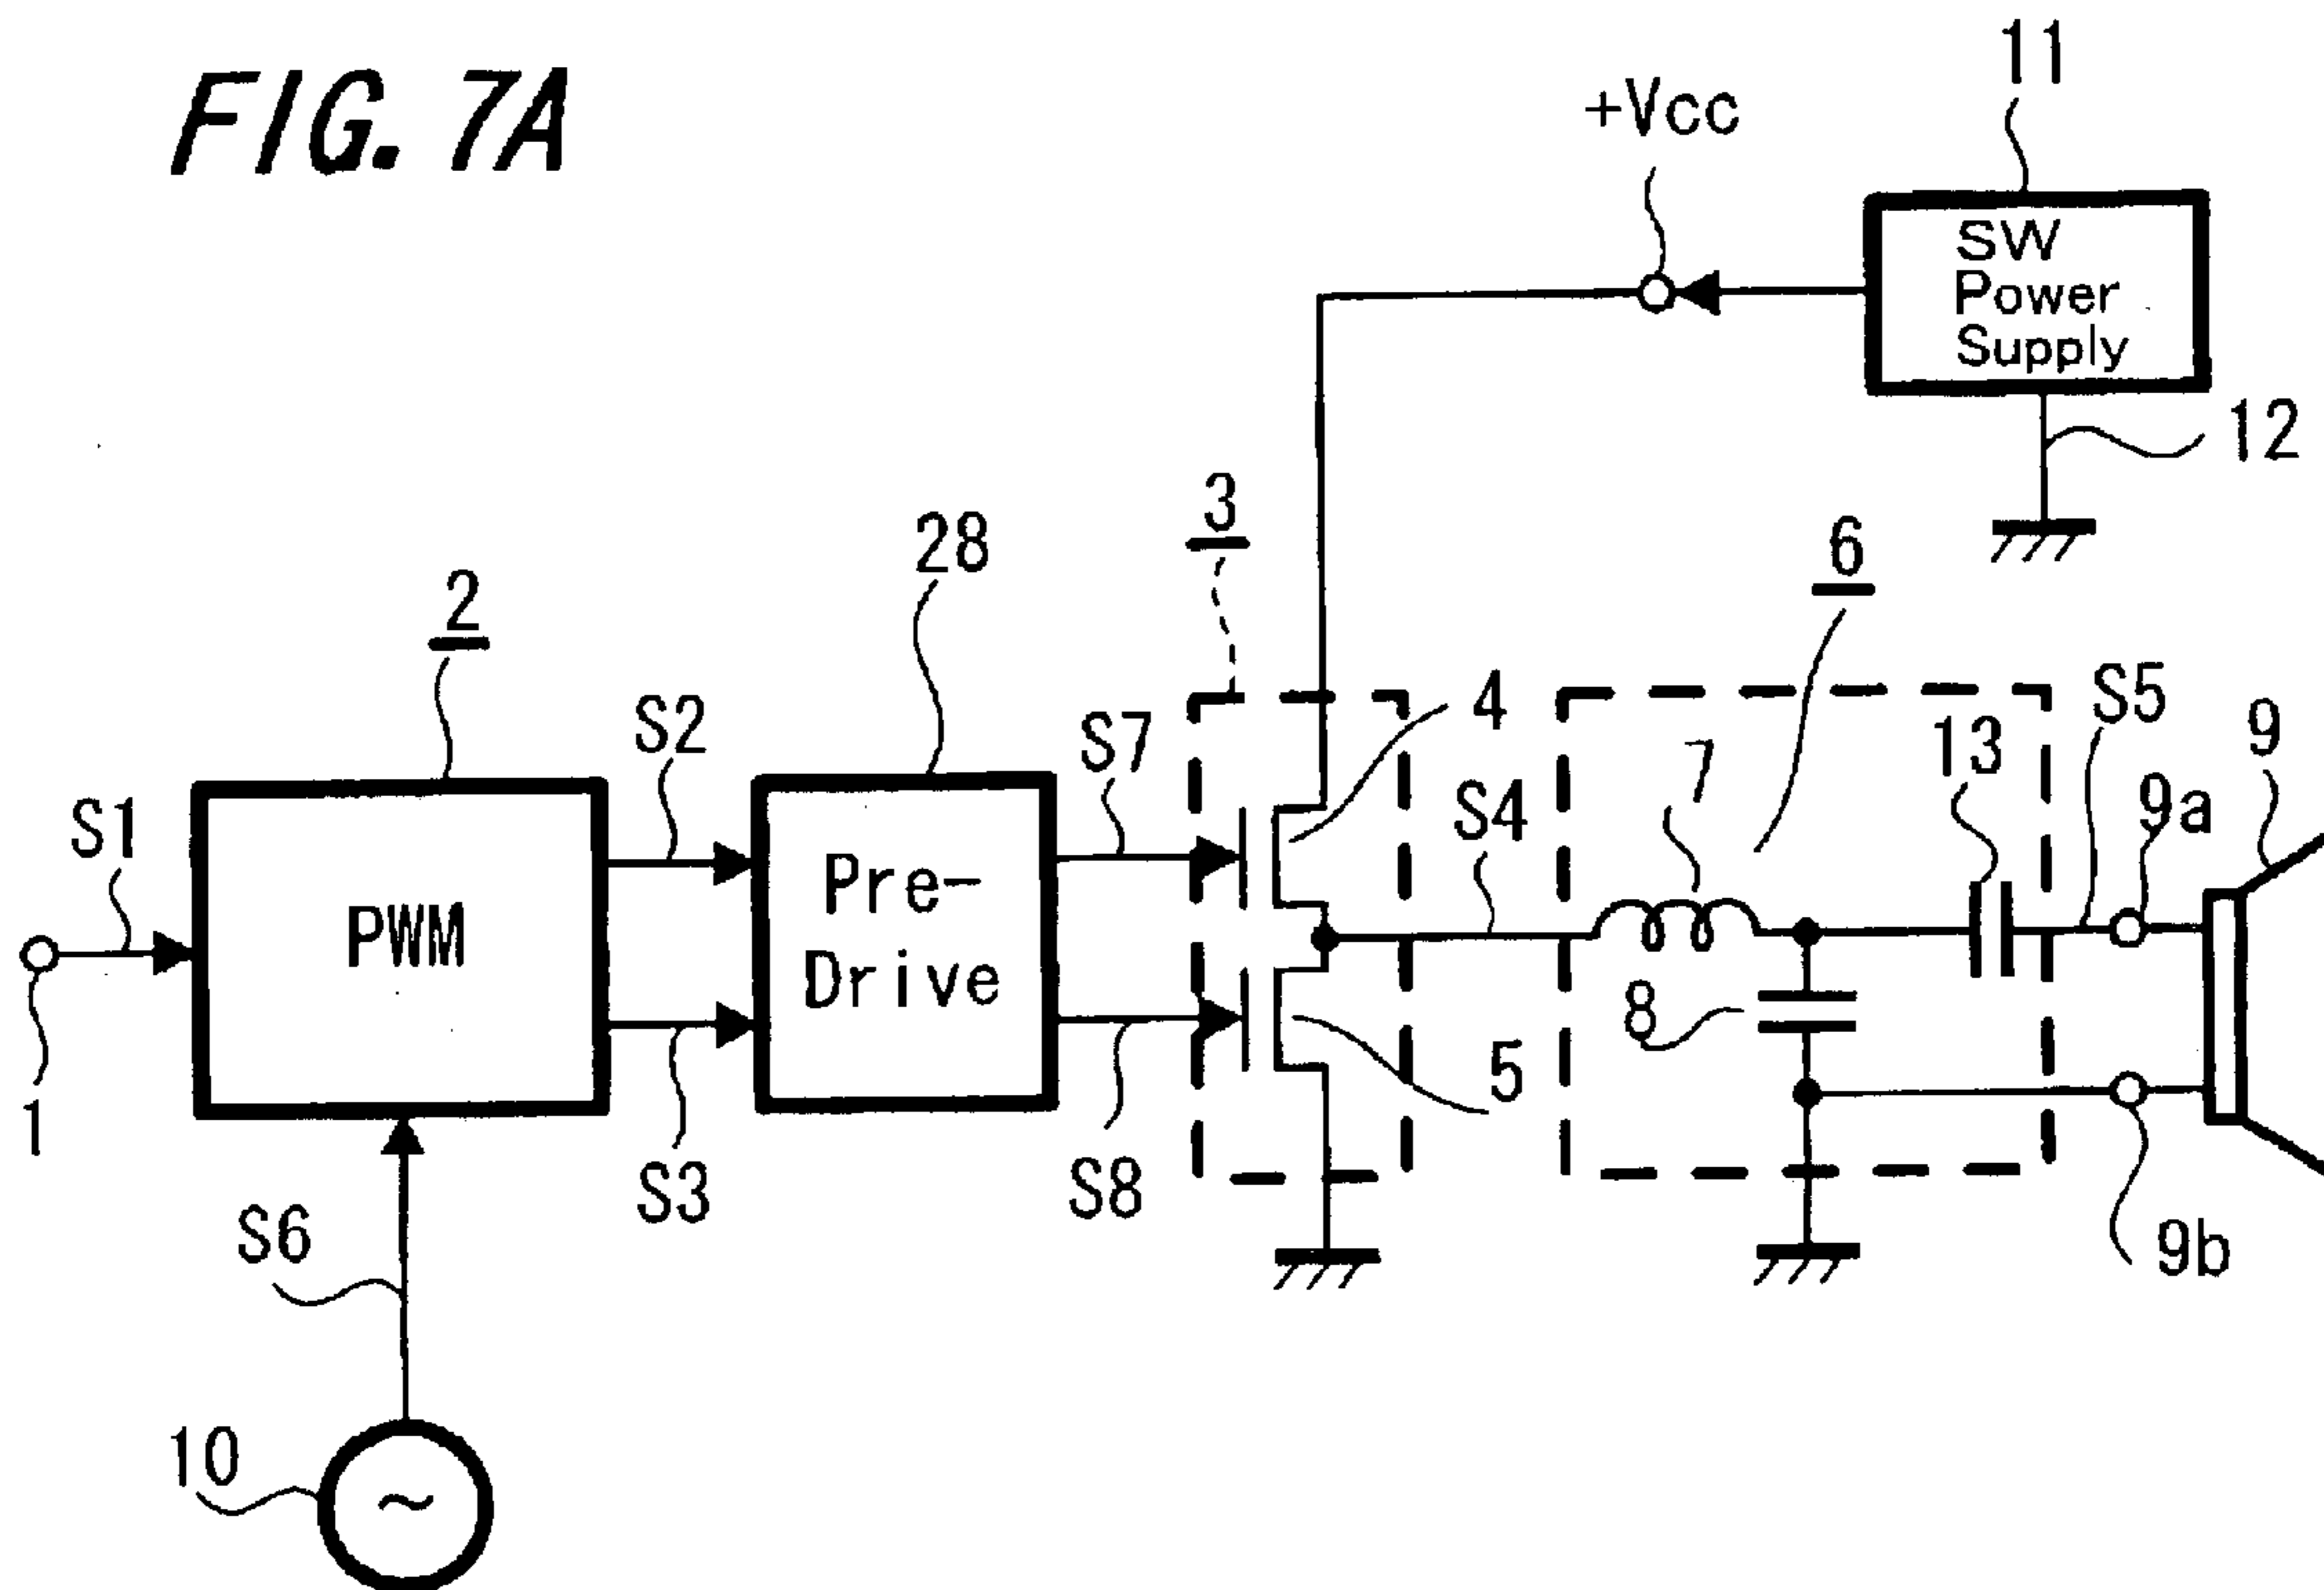 FIG. 7A
11
+Vcc
SW
Power
Supply
12
3
28
6
2
S2
S7
4
S5
9
7
13
S1
S4
9a
PWM
Pre-
Drive
8
5
1
S3
S8
S6
9b
10
~